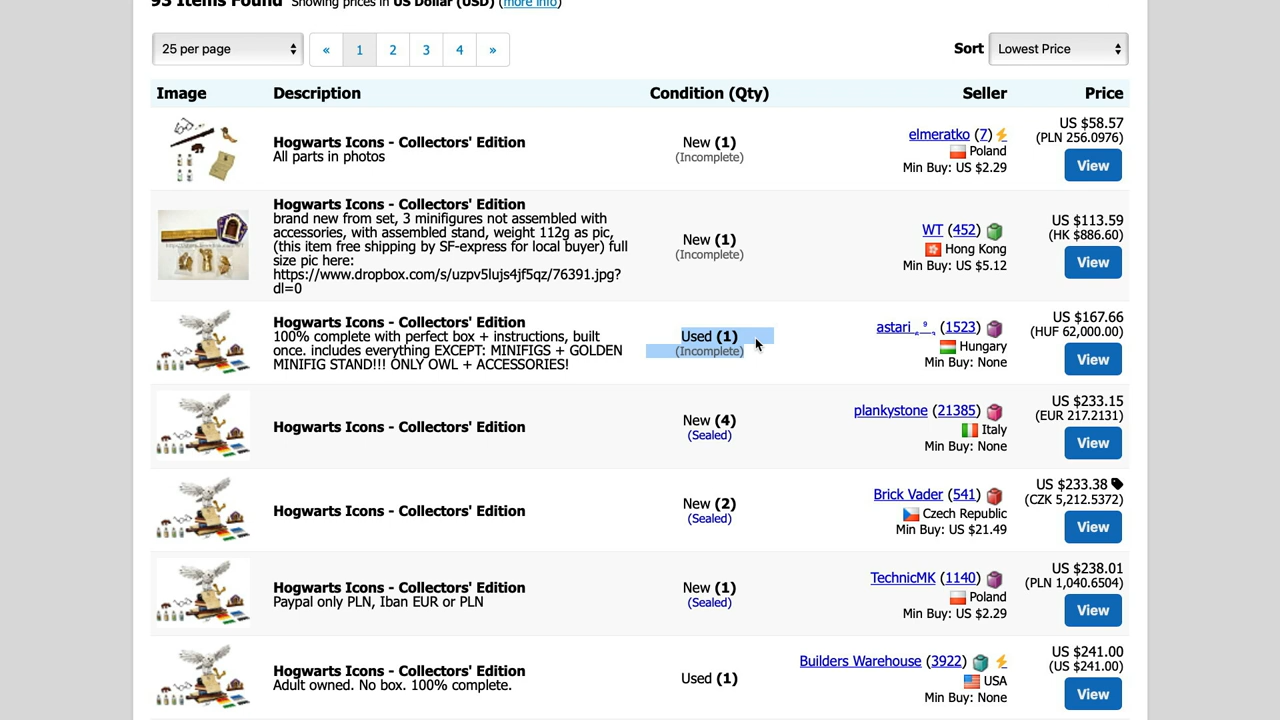 93 Items Found Showing prices in US Dollar (USD) (more info)
25 per page « 1 2 3 4 » Sort Lowest Price
Image Description Condition (Qty) Seller Price
Hogwarts Icons - Collectors' Edition
All parts in photos
New (1)
(Incomplete)
elmeratko (7)
Poland
Min Buy: US $2.29
US $58.57
(PLN 256.0976)
View
Hogwarts Icons - Collectors' Edition
brand new from set, 3 minifigures not assembled with
accessories, with assembled stand, weight 112g as pic,
(this item free shipping by SF-express for local buyer) full
size pic here:
https://www.dropbox.com/s/uzpv5lujs4jf5qz/76391.jpg?
dl=0
New (1)
(Incomplete)
WT (452)
Hong Kong
Min Buy: US $5.12
US $113.59
(HK $886.60)
View
Hogwarts Icons - Collectors' Edition
100% complete with perfect box + instructions, built
once. includes everything EXCEPT: MINIFIGS + GOLDEN
MINIFIG STAND!!! ONLY OWL + ACCESSORIES!
Used (1)
(Incomplete)
astari (1523)
Hungary
Min Buy: None
US $167.66
(HUF 62,000.00)
View
Hogwarts Icons - Collectors' Edition
New (4)
(Sealed)
plankystone (21385)
Italy
Min Buy: None
US $233.15
(EUR 217.2131)
View
Hogwarts Icons - Collectors' Edition
New (2)
(Sealed)
Brick Vader (541)
Czech Republic
Min Buy: US $21.49
US $233.38
(CZK 5,212.5372)
View
Hogwarts Icons - Collectors' Edition
Paypal only PLN, Iban EUR or PLN
New (1)
(Sealed)
TechnicMK (1140)
Poland
Min Buy: US $2.29
US $238.01
(PLN 1,040.6504)
View
Hogwarts Icons - Collectors' Edition
Adult owned. No box. 100% complete.
Used (1)
Builders Warehouse (3922)
USA
Min Buy: None
US $241.00
(US $241.00)
View